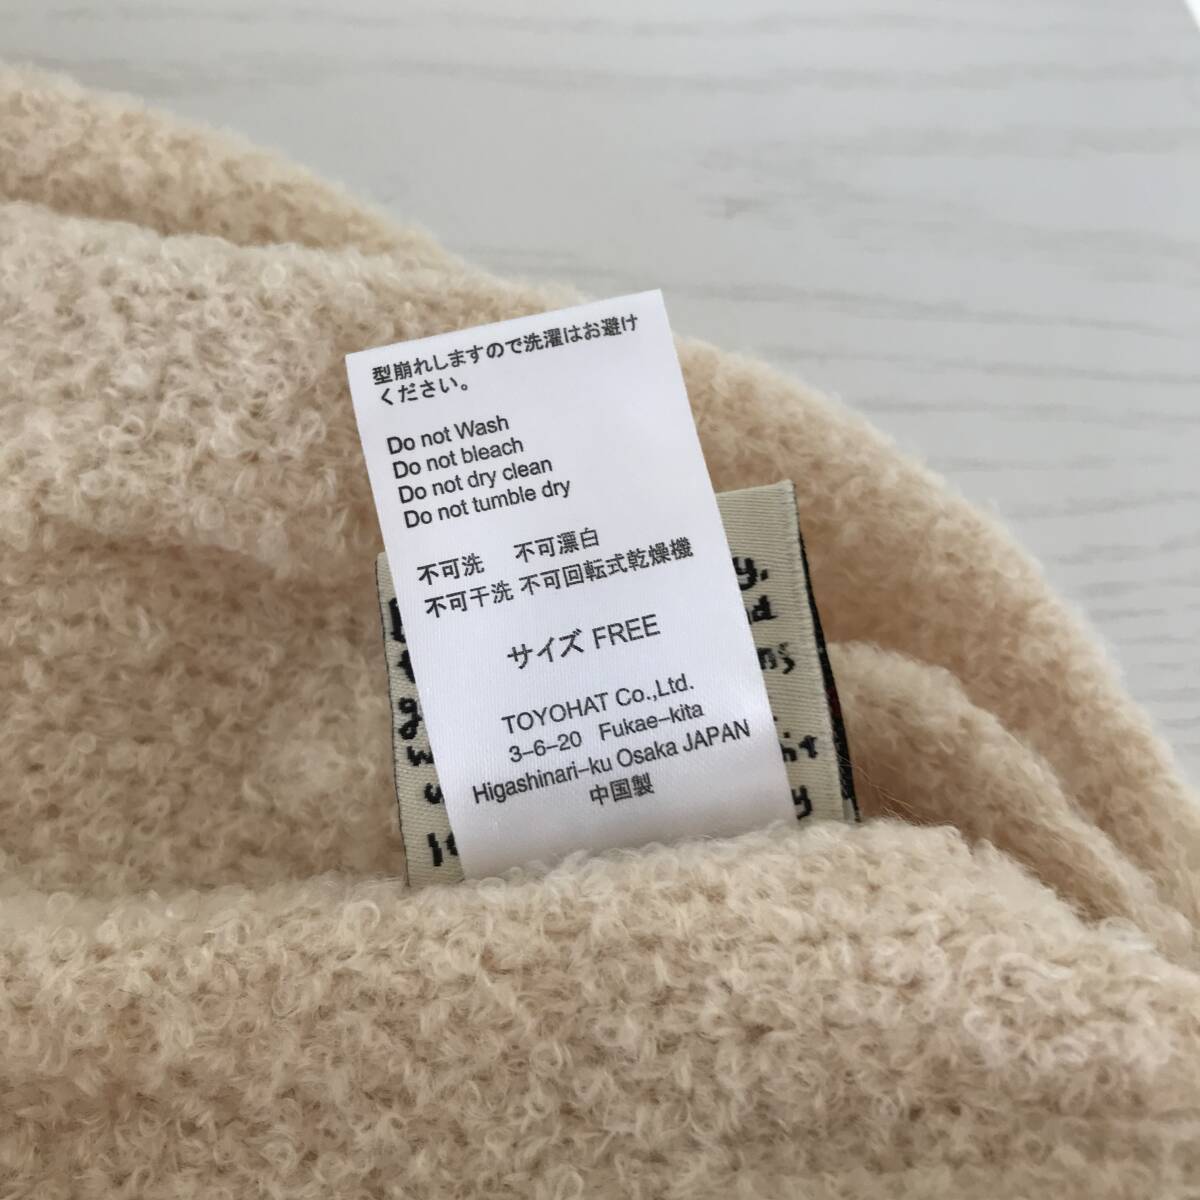 型崩れしますので洗濯はお避け
ください。
Do not Wash
Do not bleach
Do not dry clean
Do not tumble dry
不可洗 不可漂白
不可干洗 不可回転式乾燥機
サイズ FREE
TOYOHAT Co.,Ltd.
3-6-20 Fukae-kita
Higashinari-ku Osaka JAPAN
中国製